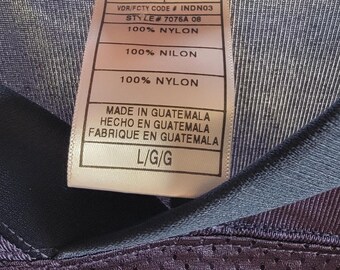 VDR/FCTY CODE # INDN03
STYLE# 7076A 08
100% NYLON
100% NILON
100% NYLON
MADE IN GUATEMALA
HECHO EN GUATEMALA
FABRIQUE EN GUATEMALA
L/G/G